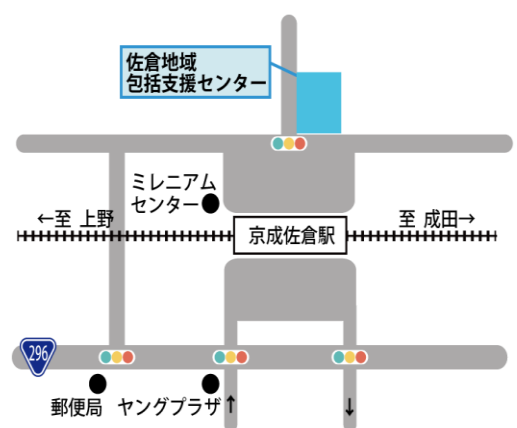 佐倉地域
包括支援センター
ミレニアム
センター
←至 上野
京成佐倉駅
至 成田→
296
郵便局
ヤングプラザ
↑
↓